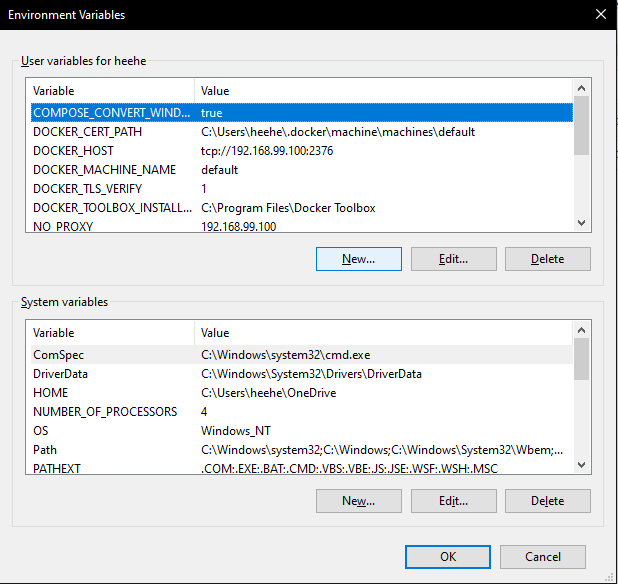 Environment Variables
User variables for heehe
Variable Value
COMPOSE_CONVERT_WIND... true
DOCKER_CERT_PATH C:\Users\heehe\.docker\machine\machines\default
DOCKER_HOST tcp://192.168.99.100:2376
DOCKER_MACHINE_NAME default
DOCKER_TLS_VERIFY 1
DOCKER_TOOLBOX_INSTALL... C:\Program Files\Docker Toolbox
NO_PROXY 192.168.99.100
New... Edit... Delete
System variables
Variable Value
ComSpec C:\Windows\system32\cmd.exe
DriverData C:\Windows\System32\Drivers\DriverData
HOME C:\Users\heehe\OneDrive
NUMBER_OF_PROCESSORS 4
OS Windows_NT
Path C:\Windows\system32;C:\Windows;C:\Windows\System32\Wbem;...
PATHEXT .COM;.EXE;.BAT;.CMD;.VBS;.VBE;.JS;.JSE;.WSF;.WSH;.MSC
New... Edit... Delete
OK Cancel